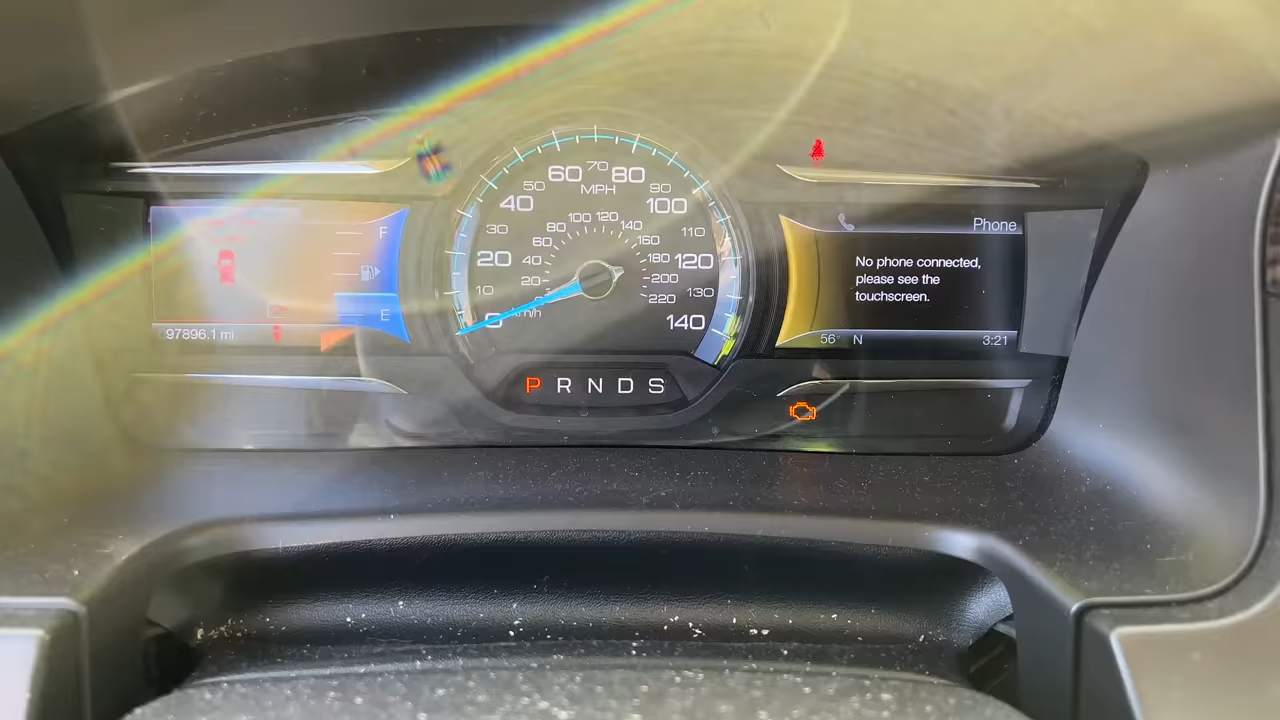 F
E
97896.1 mi
0
10
20
30
40
50
60
70
80
90
100
110
120
130
140
MPH
20
40
60
80
100
120
140
160
180
200
220
km/h
P R N D S
Phone
No phone connected,
please see the
touchscreen.
56° N 3:21